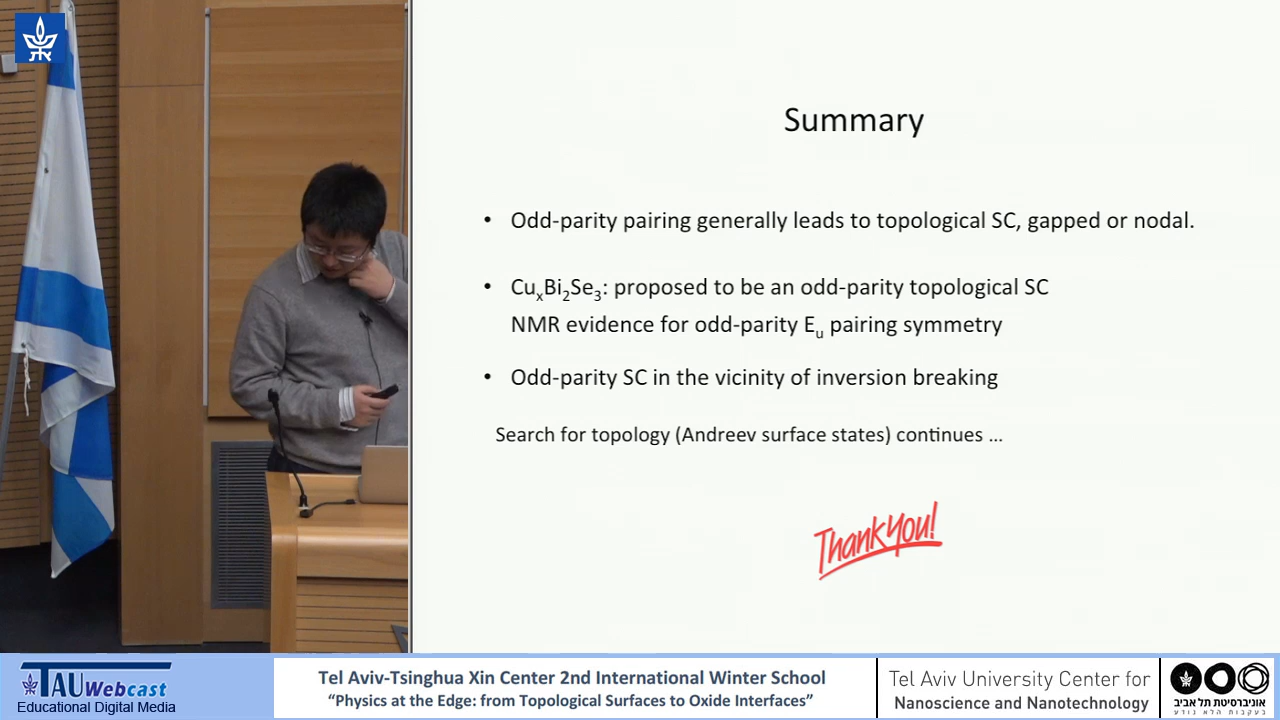 את
Summary
• Odd-parity pairing generally leads to topological SC, gapped or nodal.
• CuxBi2Se3: proposed to be an odd-parity topological SC
NMR evidence for odd-parity Eu pairing symmetry
• Odd-parity SC in the vicinity of inversion breaking
Search for topology (Andreev surface states) continues ...
Thank You!
TAU Webcast
Educational Digital Media
Tel Aviv-Tsinghua Xin Center 2nd International Winter School
“Physics at the Edge: from Topological Surfaces to Oxide Interfaces”
Tel Aviv University Center for
Nanoscience and Nanotechnology
אוניברסיטת תל אביב
בעקבות הלא נודע